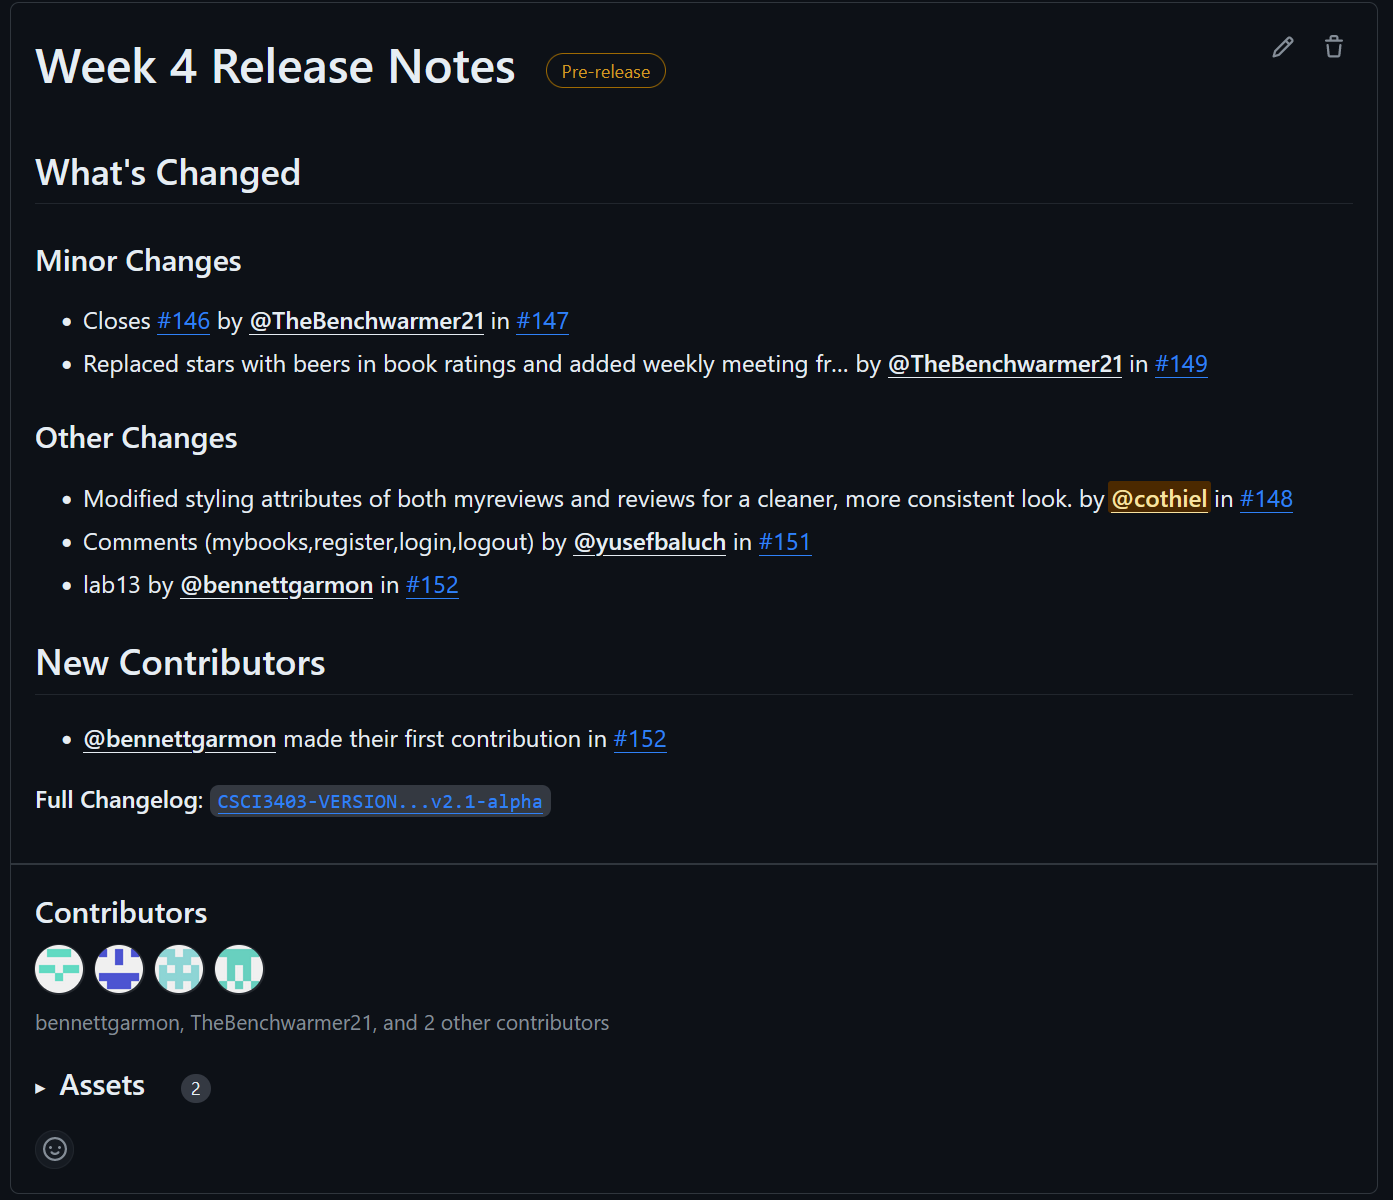 Week 4 Release Notes Pre-release
What's Changed
Minor Changes
Closes #146 by @TheBenchwarmer21 in #147
Replaced stars with beers in book ratings and added weekly meeting fr... by @TheBenchwarmer21 in #149
Other Changes
Modified styling attributes of both myreviews and reviews for a cleaner, more consistent look. by @cothiel in #148
Comments (mybooks,register,login,logout) by @yusefbaluch in #151
lab13 by @bennettgarmon in #152
New Contributors
@bennettgarmon made their first contribution in #152
Full Changelog: CSCI3403-VERSION...v2.1-alpha
Contributors
bennettgarmon, TheBenchwarmer21, and 2 other contributors
Assets 2